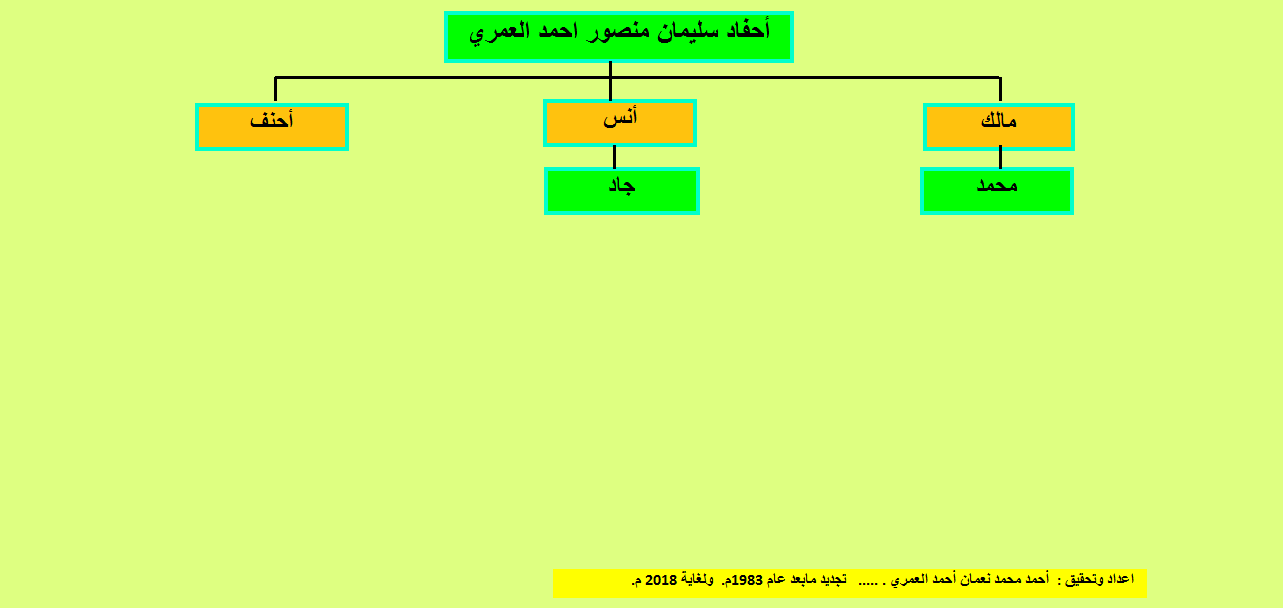 أحفاد سليمان منصور احمد العمري
مالك
أنس
أحنف
محمد
جاد
اعداد وتحقيق : أحمد محمد نعمان أحمد العمري . ..... تجديد مابعد عام 1983م. ولغاية 2018 م.